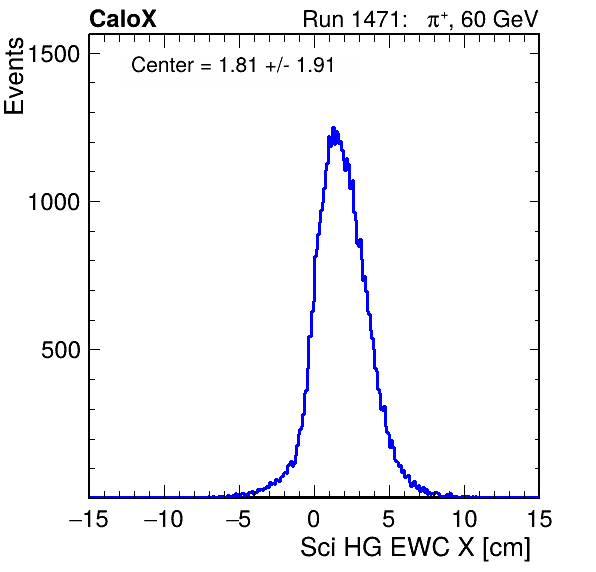 CaloX Run 1471: π⁺, 60 GeV
Center = 1.81 +/- 1.91
Events
1500
1000
500
−15 −10 −5 0 5 10 15
Sci HG EWC X [cm]